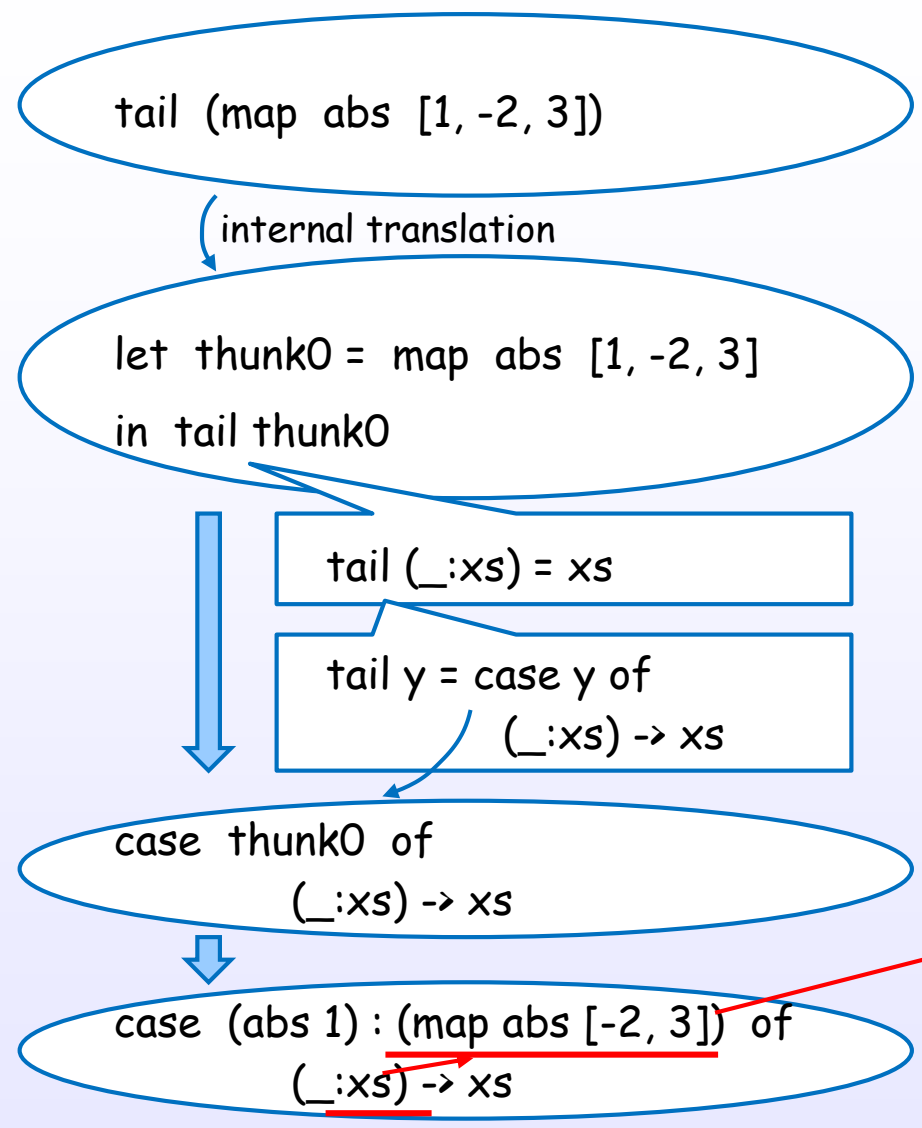 tail (map abs [1, -2, 3])
internal translation
let thunk0 = map abs [1, -2, 3]
in tail thunk0
tail (_:xs) = xs
tail y = case y of
(_:xs) -> xs
case thunk0 of
(_:xs) -> xs
case (abs 1) : (map abs [-2, 3]) of
(_:xs) -> xs